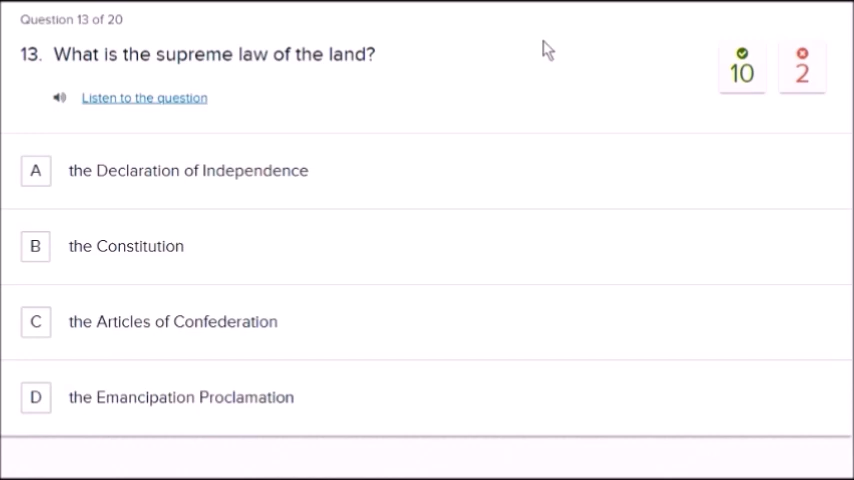 Question 13 of 20
13. What is the supreme law of the land?
10
2
Listen to the question
A the Declaration of Independence
B the Constitution
C the Articles of Confederation
D the Emancipation Proclamation